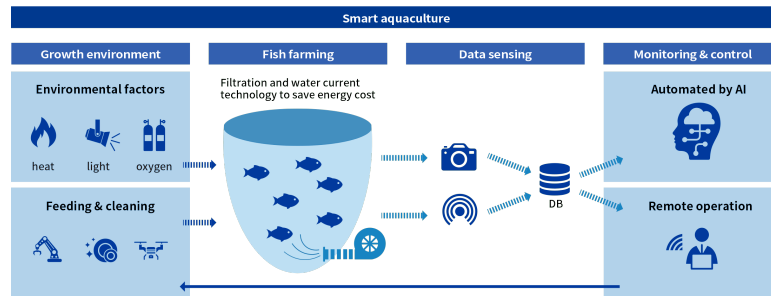 Smart aquaculture
Growth environment
Fish farming
Data sensing
Monitoring & control
Environmental factors
heat
light
oxygen
Feeding & cleaning
Filtration and water current
technology to save energy cost
DB
Automated by AI
Remote operation